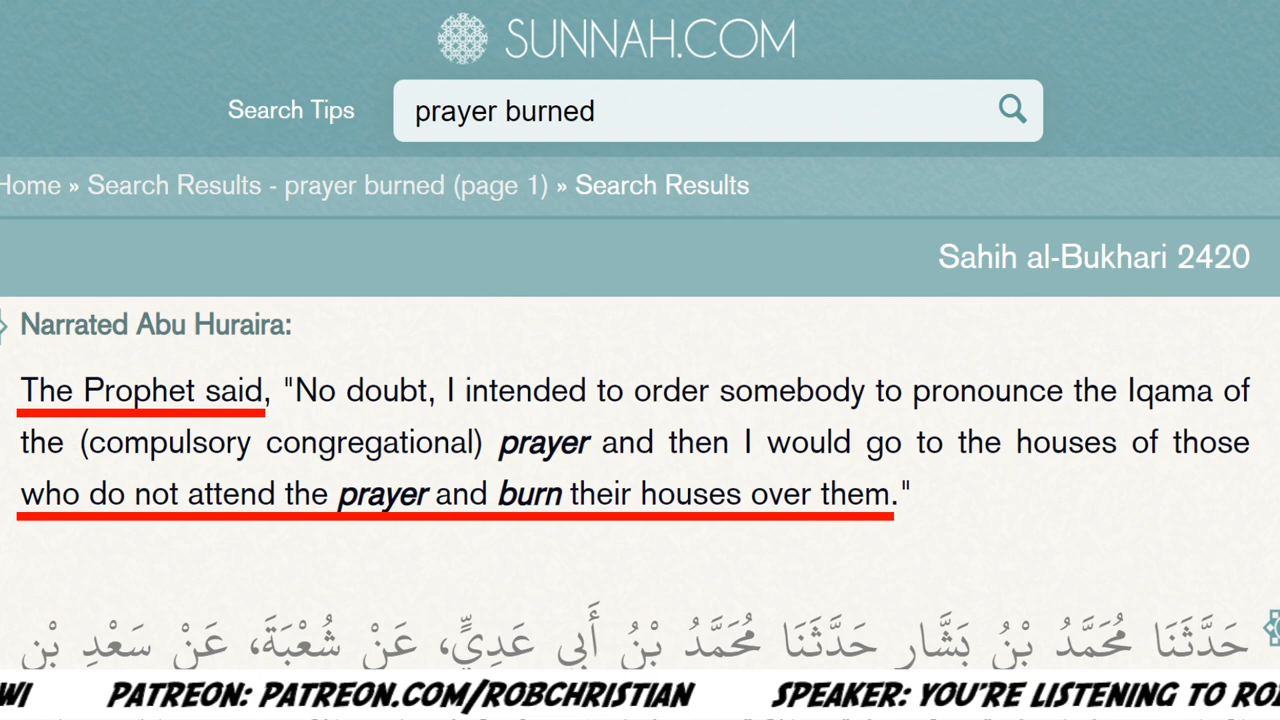 SUNNAH.COM
Search Tips
prayer burned
Home » Search Results - prayer burned (page 1) » Search Results
Sahih al-Bukhari 2420
Narrated Abu Huraira:
The Prophet said, "No doubt, I intended to order somebody to pronounce the Iqama of
the (compulsory congregational) prayer and then I would go to the houses of those
who do not attend the prayer and burn their houses over them."
حَدَّثَنَا مُحَمَّدُ بْنُ بَشَّارٍ حَدَّثَنَا مُحَمَّدُ بْنُ أَبِي عَدِيٍّ، عَنْ شُعْبَةَ، عَنْ سَعْدِ بْنِ
WI PATREON: PATREON.COM/ROBCHRISTIAN SPEAKER: YOU'RE LISTENING TO